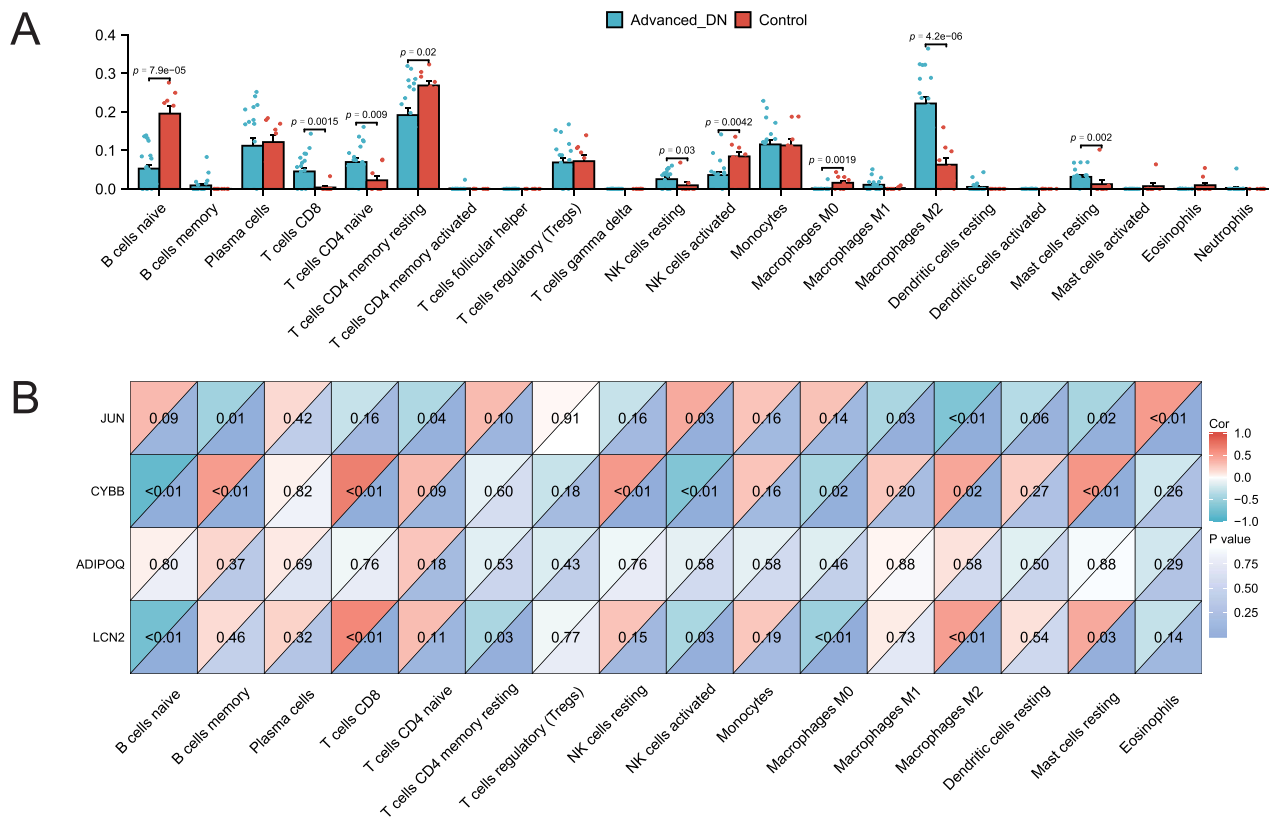 A
Advanced_DN
Control
0.4
0.3
0.2
0.1
0.0
p = 7.9e−05
p = 0.0015
p = 0.009
p = 0.02
p = 0.03
p = 0.0042
p = 0.0019
p = 4.2e−06
p = 0.002
B cells naive
B cells memory
Plasma cells
T cells CD8
T cells CD4 naive
T cells CD4 memory resting
T cells CD4 memory activated
T cells follicular helper
T cells regulatory (Tregs)
T cells gamma delta
NK cells resting
NK cells activated
Monocytes
Macrophages M0
Macrophages M1
Macrophages M2
Dendritic cells resting
Dendritic cells activated
Mast cells resting
Mast cells activated
Eosinophils
Neutrophils
B
JUN 0.09 0.01 0.42 0.16 0.04 0.10 0.91 0.16 0.03 0.16 0.14 0.03 <0.01 0.06 0.02 <0.01
CYBB <0.01 <0.01 0.82 <0.01 0.09 0.60 0.18 <0.01 <0.01 0.16 0.02 0.20 0.02 0.27 <0.01 0.26
ADIPOQ 0.80 0.37 0.69 0.76 0.18 0.53 0.43 0.76 0.58 0.58 0.46 0.88 0.58 0.50 0.88 0.29
LCN2 <0.01 0.46 0.32 <0.01 0.11 0.03 0.77 0.15 0.03 0.19 <0.01 0.73 <0.01 0.54 0.03 0.14
B cells naive
B cells memory
Plasma cells
T cells CD8
T cells CD4 naive
T cells CD4 memory resting
T cells regulatory (Tregs)
NK cells resting
NK cells activated
Monocytes
Macrophages M0
Macrophages M1
Macrophages M2
Dendritic cells resting
Mast cells resting
Eosinophils
Cor
1.0
0.5
0.0
−0.5
−1.0
P value
0.75
0.50
0.25